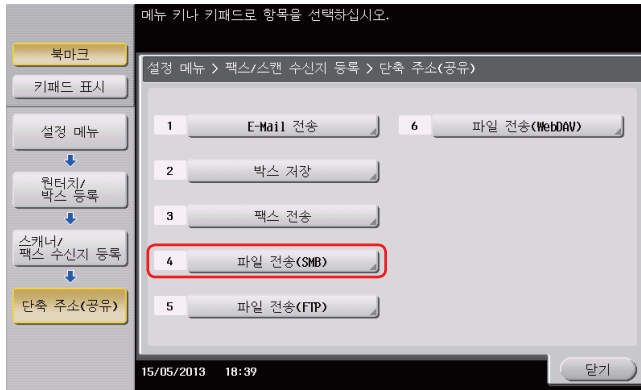 메뉴 키나 키패드로 항목을 선택하십시오.
북마크
키패드 표시
설정 메뉴
원터치/
박스 등록
스캐너/
팩스 수신지 등록
단축 주소(공유)
설정 메뉴 > 팩스/스캔 수신지 등록 > 단축 주소(공유)
1 E-Mail 전송
2 박스 저장
3 팩스 전송
4 파일 전송(SMB)
5 파일 전송(FTP)
6 파일 전송(WebDAV)
15/05/2013 18:39
닫기